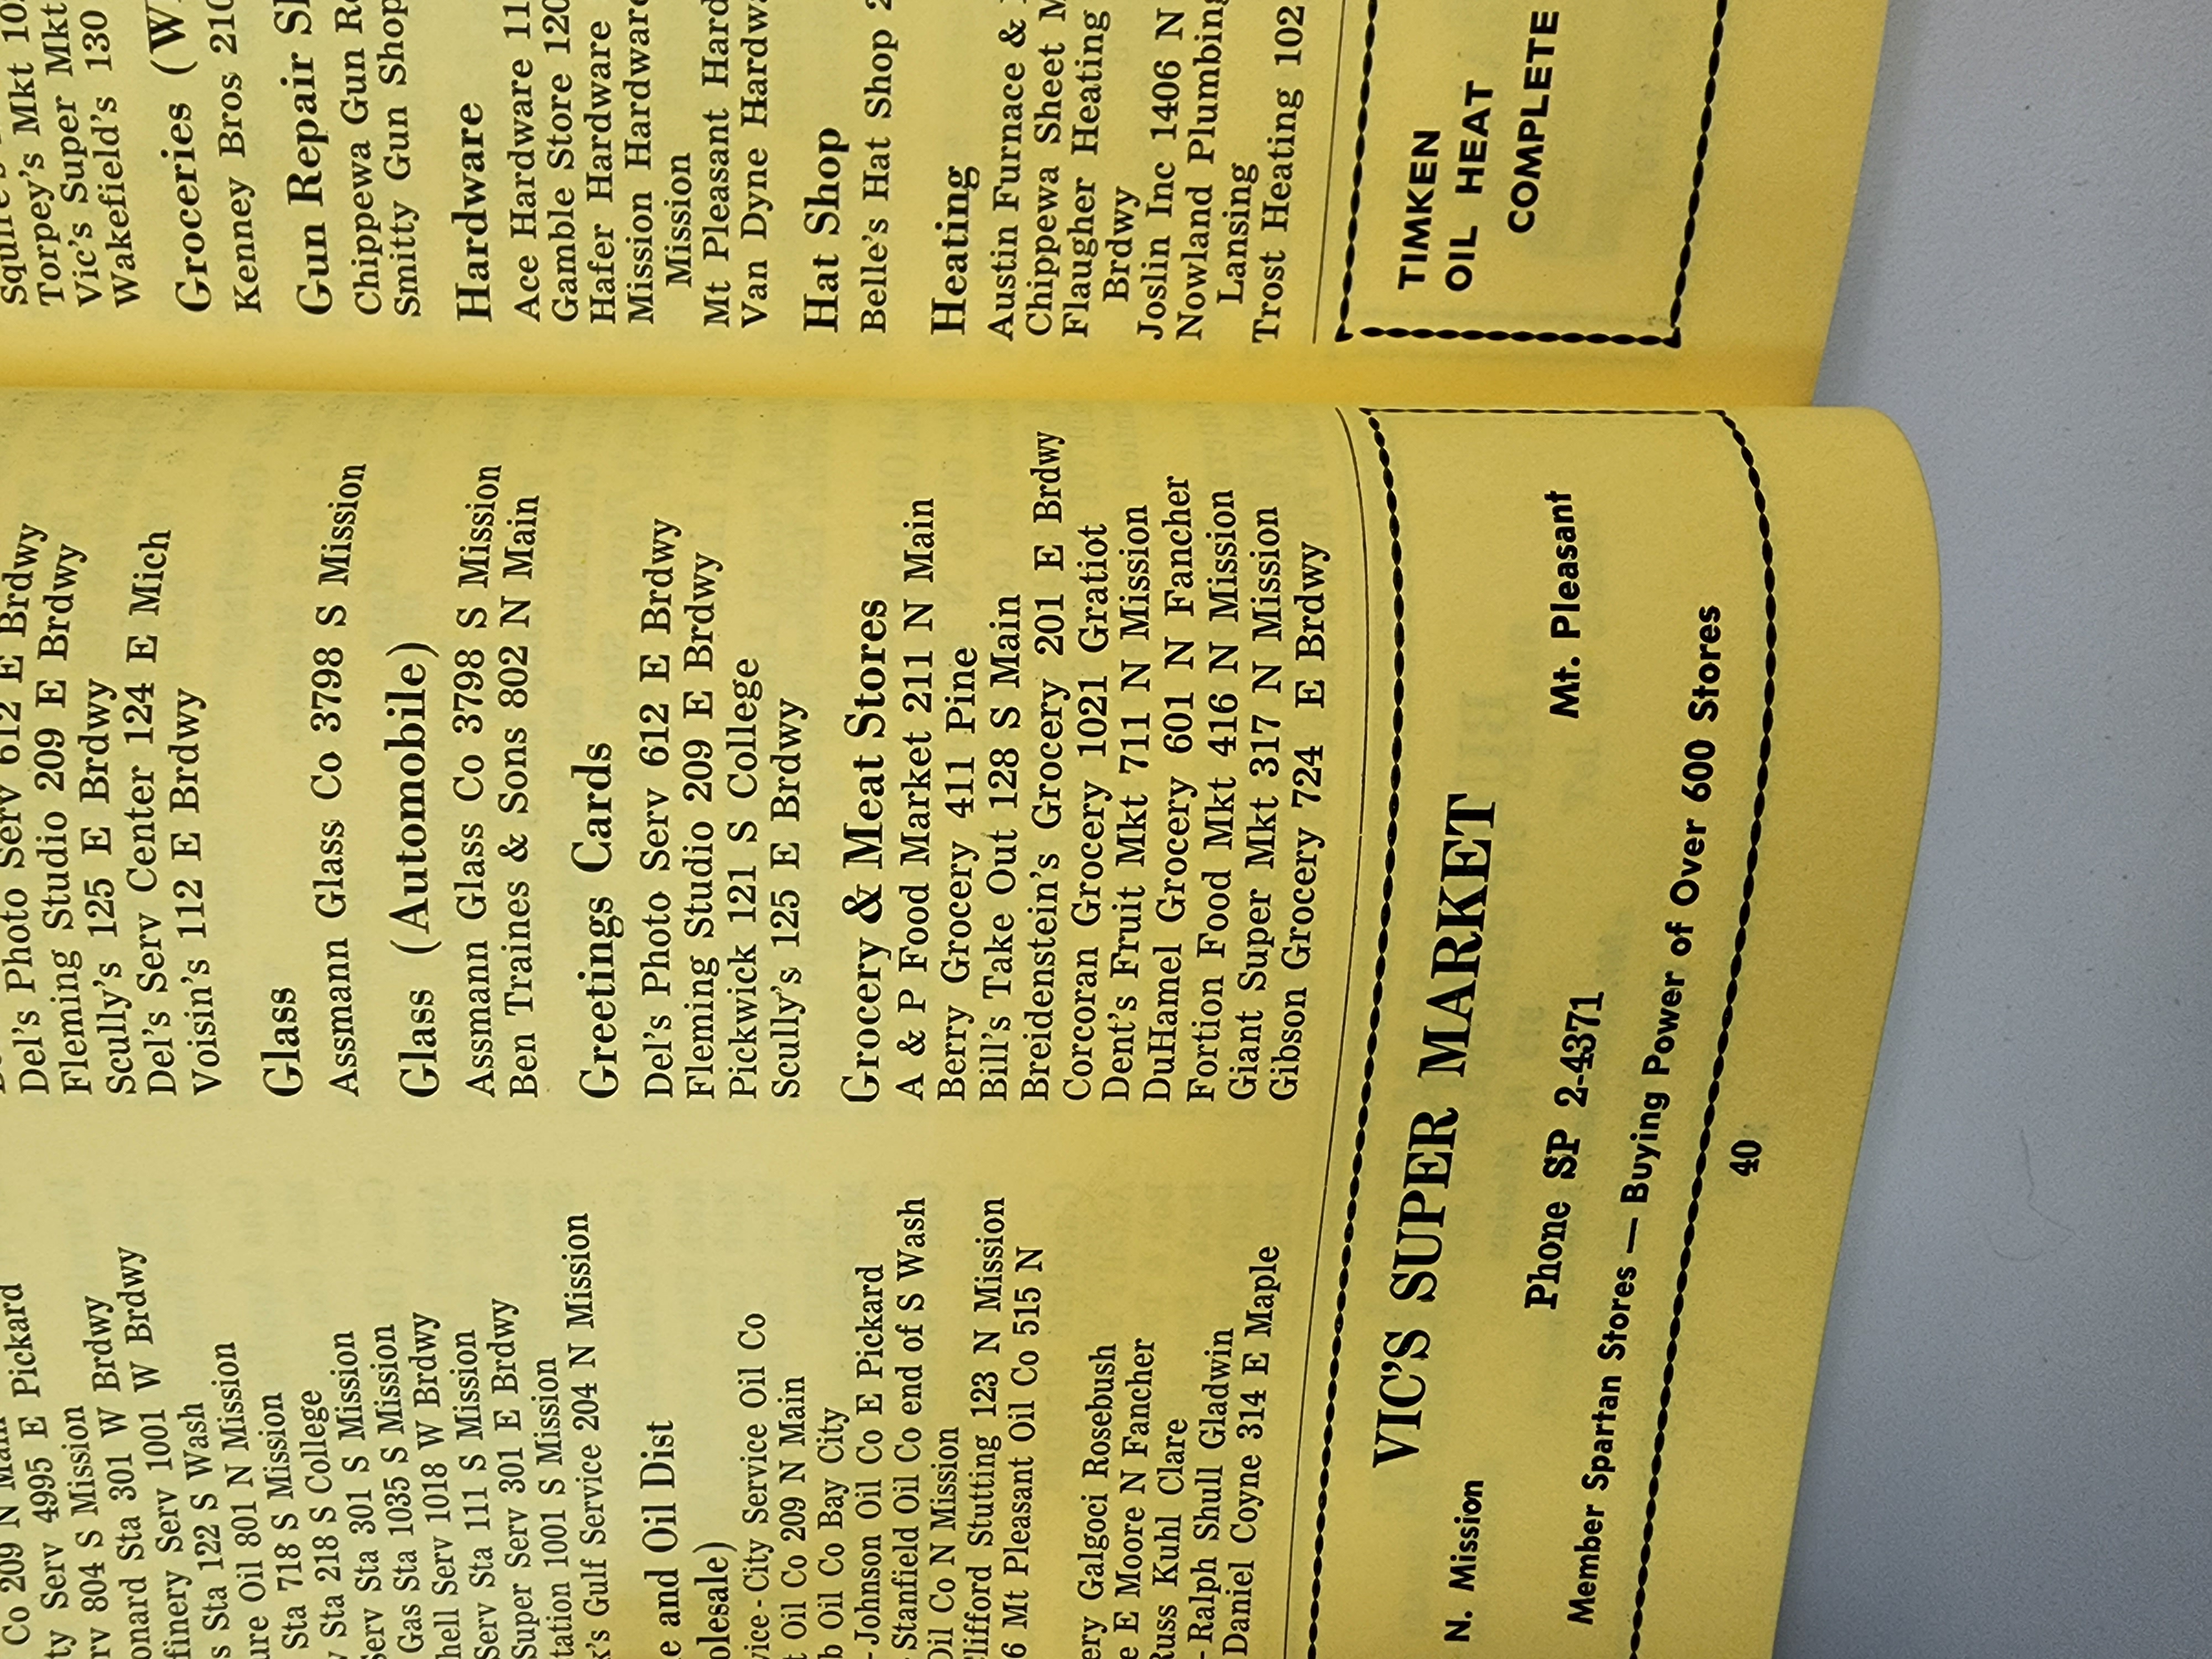 Co 209 N Main
ty Serv 4995 E Pickard
rv 804 S Mission
onard Sta 301 W Brdwy
finery Serv 1001 W Brdwy
s Sta 122 S Wash
ure Oil 801 N Mission
Sta 718 S Mission
Sta 218 S College
Serv Sta 301 S Mission
Gas Sta 1035 S Mission
hell Serv 1018 W Brdwy
Serv Sta 111 S Mission
Super Serv 301 E Brdwy
tation 1001 S Mission
k's Gulf Service 204 N Mission
e and Oil Dist
olesale)
vice-City Service Oil Co
t Oil Co 209 N Main
b Oil Co Bay City
- Johnson Oil Co E Pickard
Stanfield Oil Co end of S Wash
Oil Co N Mission
Clifford Stutting 123 N Mission
6 Mt Pleasant Oil Co 515 N
ery Galgoci Rosebush
e E Moore N Fancher
Russ Kuhl Clare
- Ralph Shull Gladwin
Daniel Coyne 314 E Maple
Del's Photo Serv 612 E Brdwy
Fleming Studio 209 E Brdwy
Scully's 125 E Brdwy
Del's Serv Center 124 E Mich
Voisin's 112 E Brdwy
Glass
Assmann Glass Co 3798 S Mission
Glass (Automobile)
Assmann Glass Co 3798 S Mission
Ben Traines & Sons 802 N Main
Greetings Cards
Del's Photo Serv 612 E Brdwy
Fleming Studio 209 E Brdwy
Pickwick 121 S College
Scully's 125 E Brdwy
Grocery & Meat Stores
A & P Food Market 211 N Main
Berry Grocery 411 Pine
Bill's Take Out 128 S Main
Breidenstein's Grocery 201 E Brdwy
Corcoran Grocery 1021 Gratiot
Dent's Fruit Mkt 711 N Mission
DuHamel Grocery 601 N Fancher
Fortion Food Mkt 416 N Mission
Giant Super Mkt 317 N Mission
Gibson Grocery 724 E Brdwy
VIC'S SUPER MARKET
N. Mission Phone SP 2-4371 Mt. Pleasant
Member Spartan Stores — Buying Power of Over 600 Stores
40
Torpey's Mkt 10
Vic's Super Mkt
Wakefield's 130
Groceries (W
Kenney Bros 210
Gun Repair S
Chippewa Gun R
Smitty Gun Shop
Hardware
Ace Hardware 11
Gamble Store 120
Hafer Hardware
Mission Hardware
Mission
Mt Pleasant Hard
Van Dyne Hardwa
Hat Shop
Belle's Hat Shop 2
Heating
Austin Furnace &
Chippewa Sheet M
Flaugher Heating
Brdwy
Joslin Inc 1406 N
Nowland Plumbing
Lansing
Trost Heating 102
TIMKEN
OIL HEAT
COMPLETE